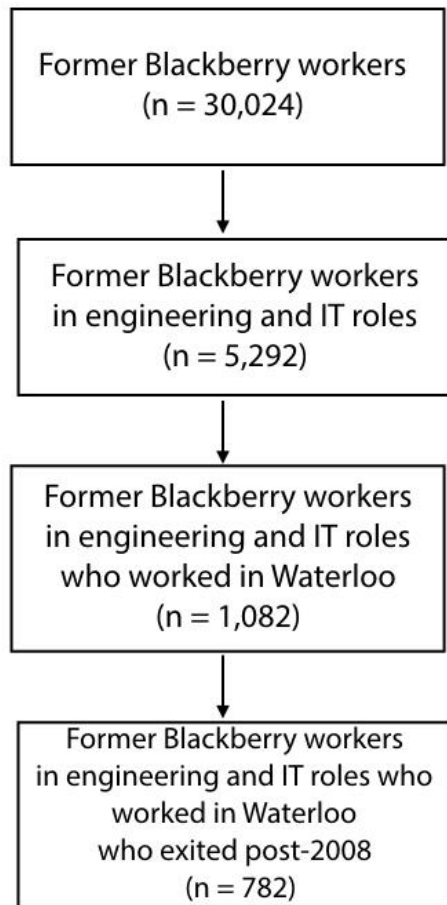 Former Blackberry workers
(n = 30,024)
Former Blackberry workers
in engineering and IT roles
(n = 5,292)
Former Blackberry workers
in engineering and IT roles
who worked in Waterloo
(n = 1,082)
Former Blackberry workers
in engineering and IT roles who
worked in Waterloo
who exited post-2008
(n = 782)